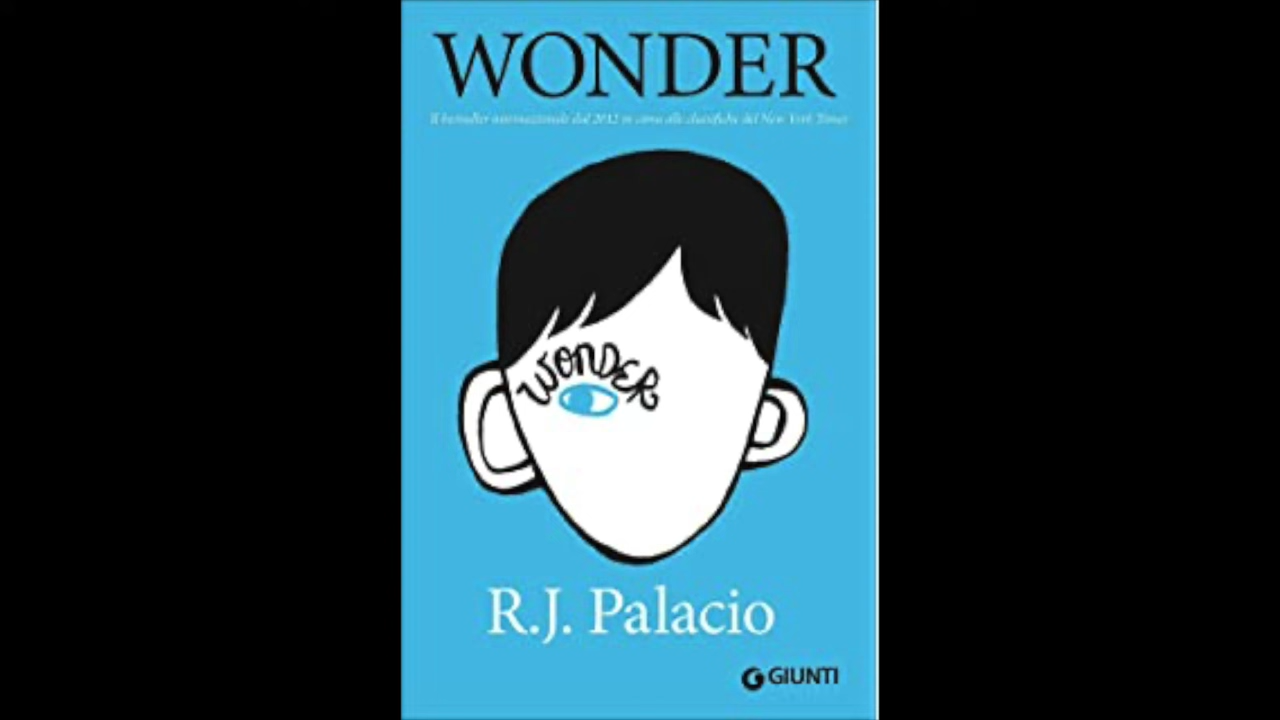 WONDER
Il bestseller internazionale dal 2012 in cima alle classifiche del New York Times
WONDER
R.J. Palacio
GIUNTI